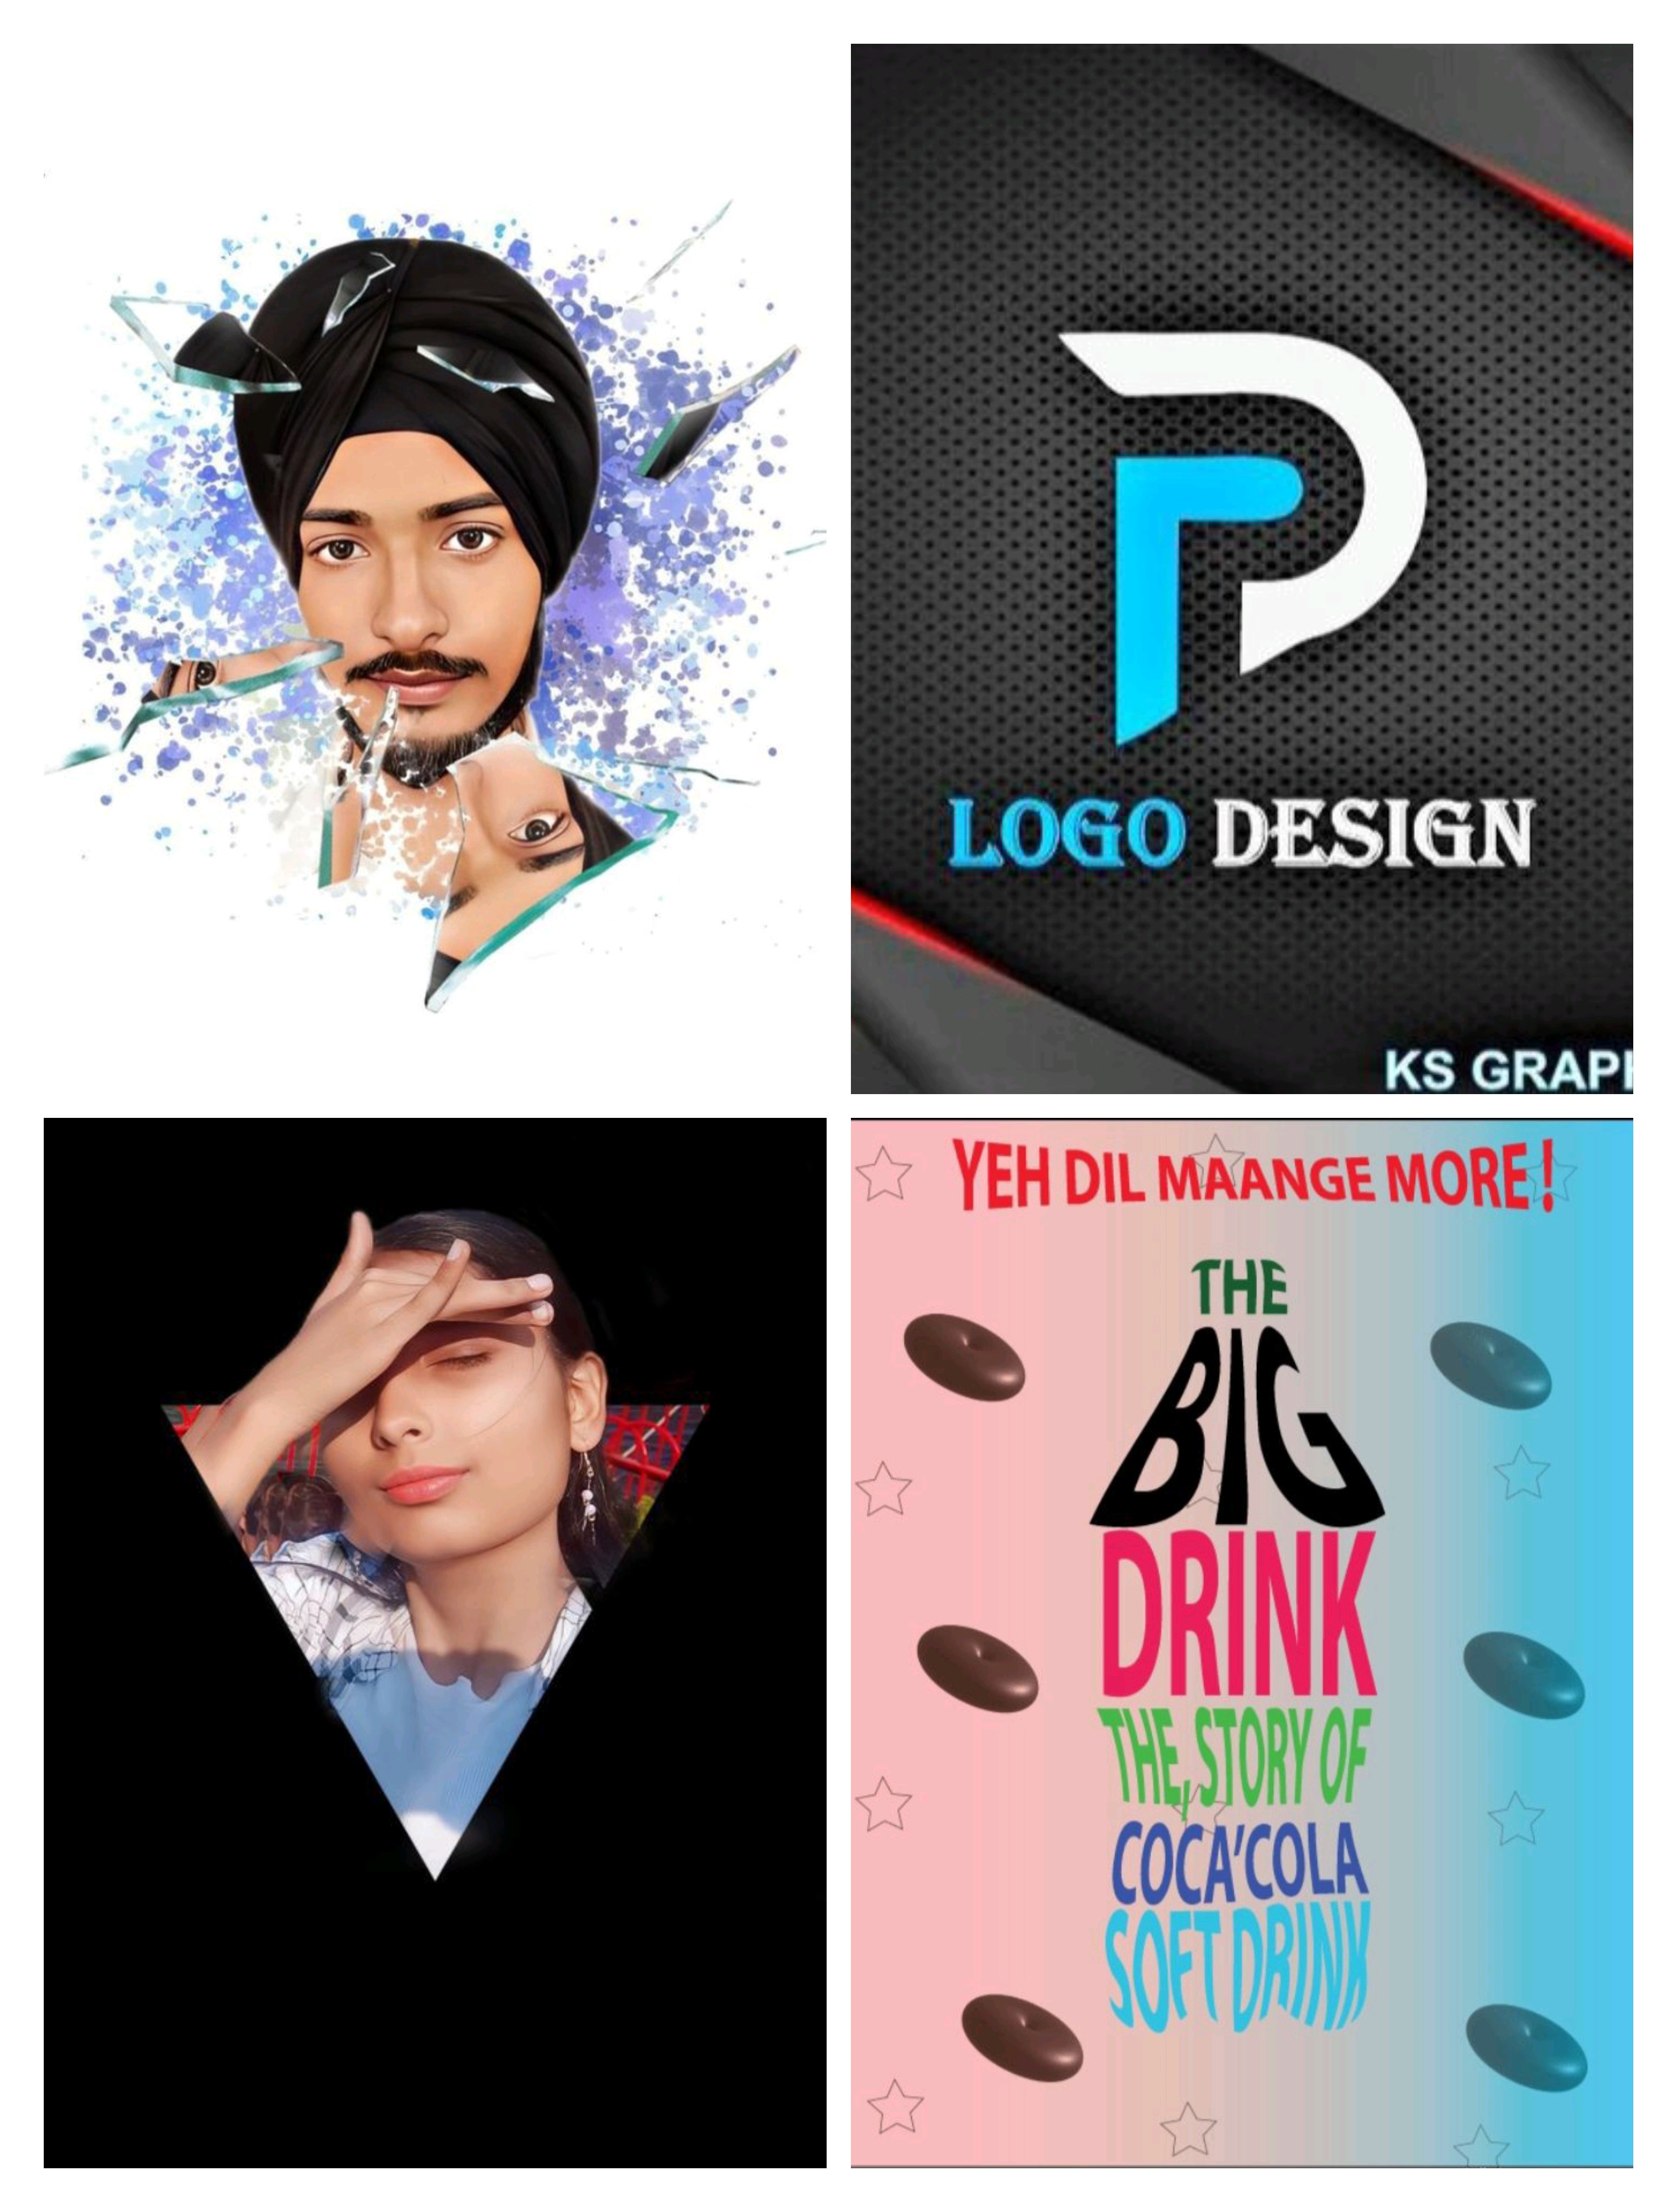 LOGO DESIGN
KS GRAPH
YEH DIL MAANGE MORE!
THE
BIG
DRINK
THE, STORY OF
COCA'COLA
SOFT DRINK